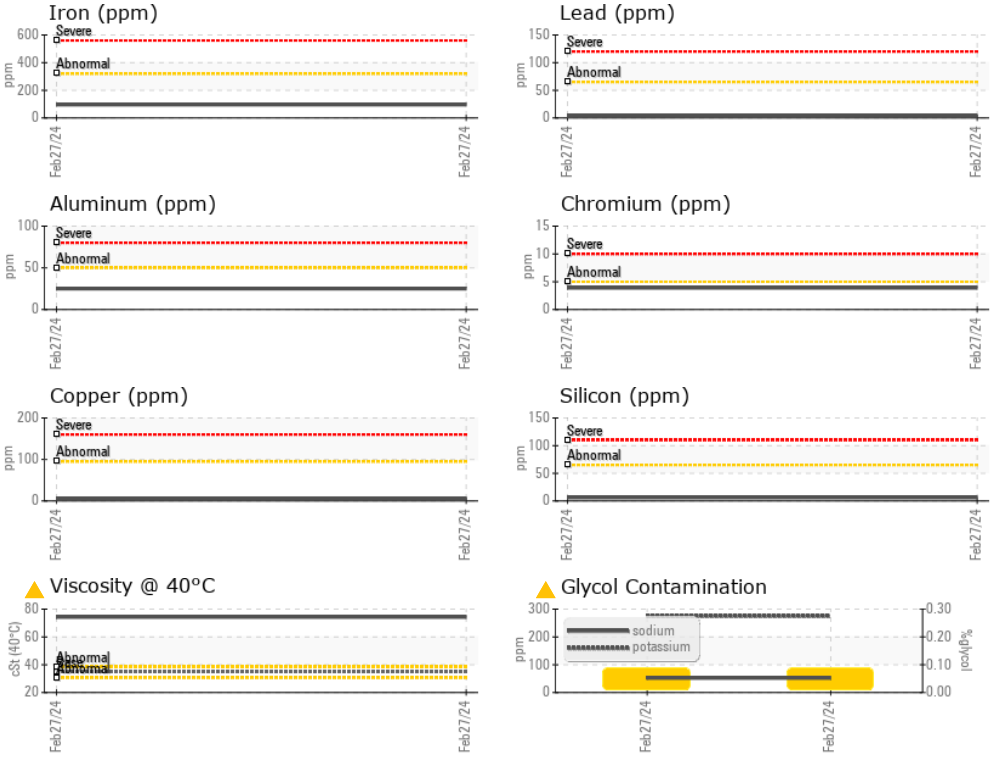 Iron (ppm)
600
400
200
0
ppm
Severe
Abnormal
Feb27/24
Feb27/24
Lead (ppm)
150
100
50
0
ppm
Severe
Abnormal
Feb27/24
Feb27/24
Aluminum (ppm)
100
50
0
ppm
Severe
Abnormal
Feb27/24
Feb27/24
Chromium (ppm)
15
10
5
0
ppm
Severe
Abnormal
Feb27/24
Feb27/24
Copper (ppm)
200
100
0
ppm
Severe
Abnormal
Feb27/24
Feb27/24
Silicon (ppm)
150
100
50
0
ppm
Severe
Abnormal
Feb27/24
Feb27/24
Viscosity @ 40°C
80
60
40
20
cSt (40°C)
Abnormal
Base
Abnormal
Feb27/24
Feb27/24
Glycol Contamination
300
200
100
0
ppm
sodium
potassium
0.30
0.20
0.10
0.00
%glycol
Feb27/24
Feb27/24